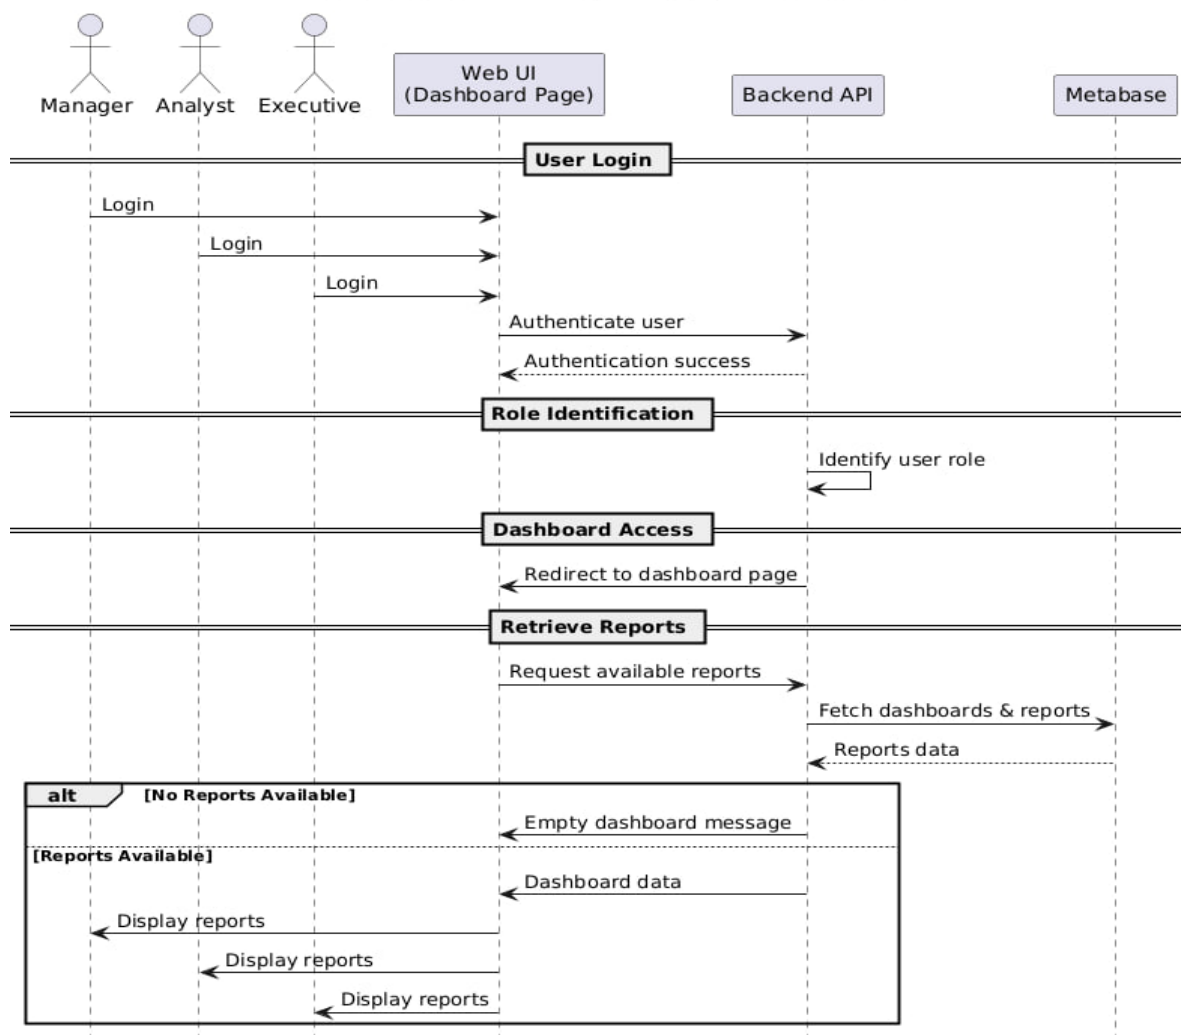 Manager
Analyst
Executive
Web UI
(Dashboard Page)
Backend API
Metabase
User Login
Login
Login
Login
Authenticate user
Authentication success
Role Identification
Identify user role
Dashboard Access
Redirect to dashboard page
Retrieve Reports
Request available reports
Fetch dashboards & reports
Reports data
alt [No Reports Available]
Empty dashboard message
[Reports Available]
Dashboard data
Display reports
Display reports
Display reports